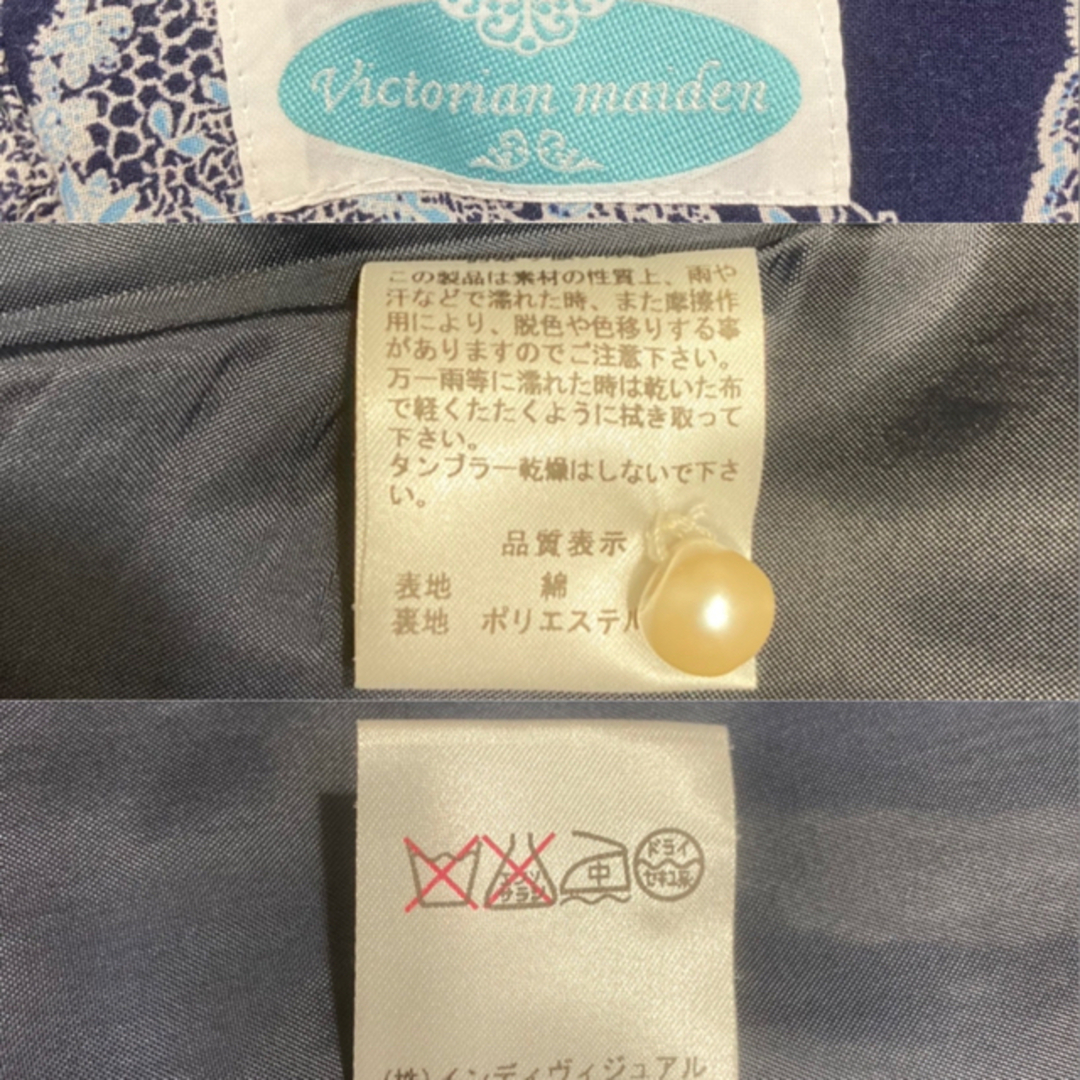 Victorian maiden
この製品は素材の性質上、雨や
汗などで濡れた時、また摩擦作
用により、脱色や色移りする事
がありますのでご注意下さい。
万一雨等に濡れた時は乾いた布
で軽くたたくように拭き取って
下さい。
タンブラー乾燥はしないで下さ
い。
品質表示
表地 綿
裏地 ポリエステル
エンソ
サラシ
中
ドライ
セキユ系
(株)インディヴィジュアル